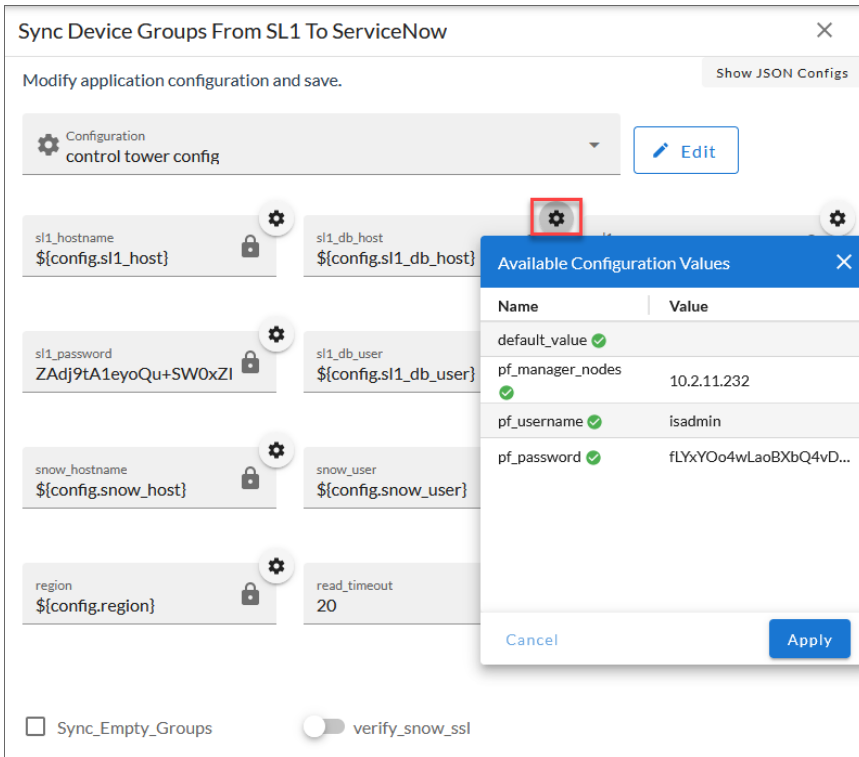 Sync Device Groups From SL1 To ServiceNow
Modify application configuration and save.
Show JSON Configs
Configuration
control tower config
Edit
sl1_hostname
${config.sl1_host}
sl1_db_host
${config.sl1_db_host}
Available Configuration Values
Name Value
default_value
pf_manager_nodes
10.2.11.232
pf_username isadmin
pf_password fLYxYOo4wLaoBXbQ4vD...
sl1_password
ZAdj9tA1eyoQu+SW0xZl
sl1_db_user
${config.sl1_db_user}
snow_hostname
${config.snow_host}
snow_user
${config.snow_user}
region
${config.region}
read_timeout
20
Cancel
Apply
Sync_Empty_Groups
verify_snow_ssl